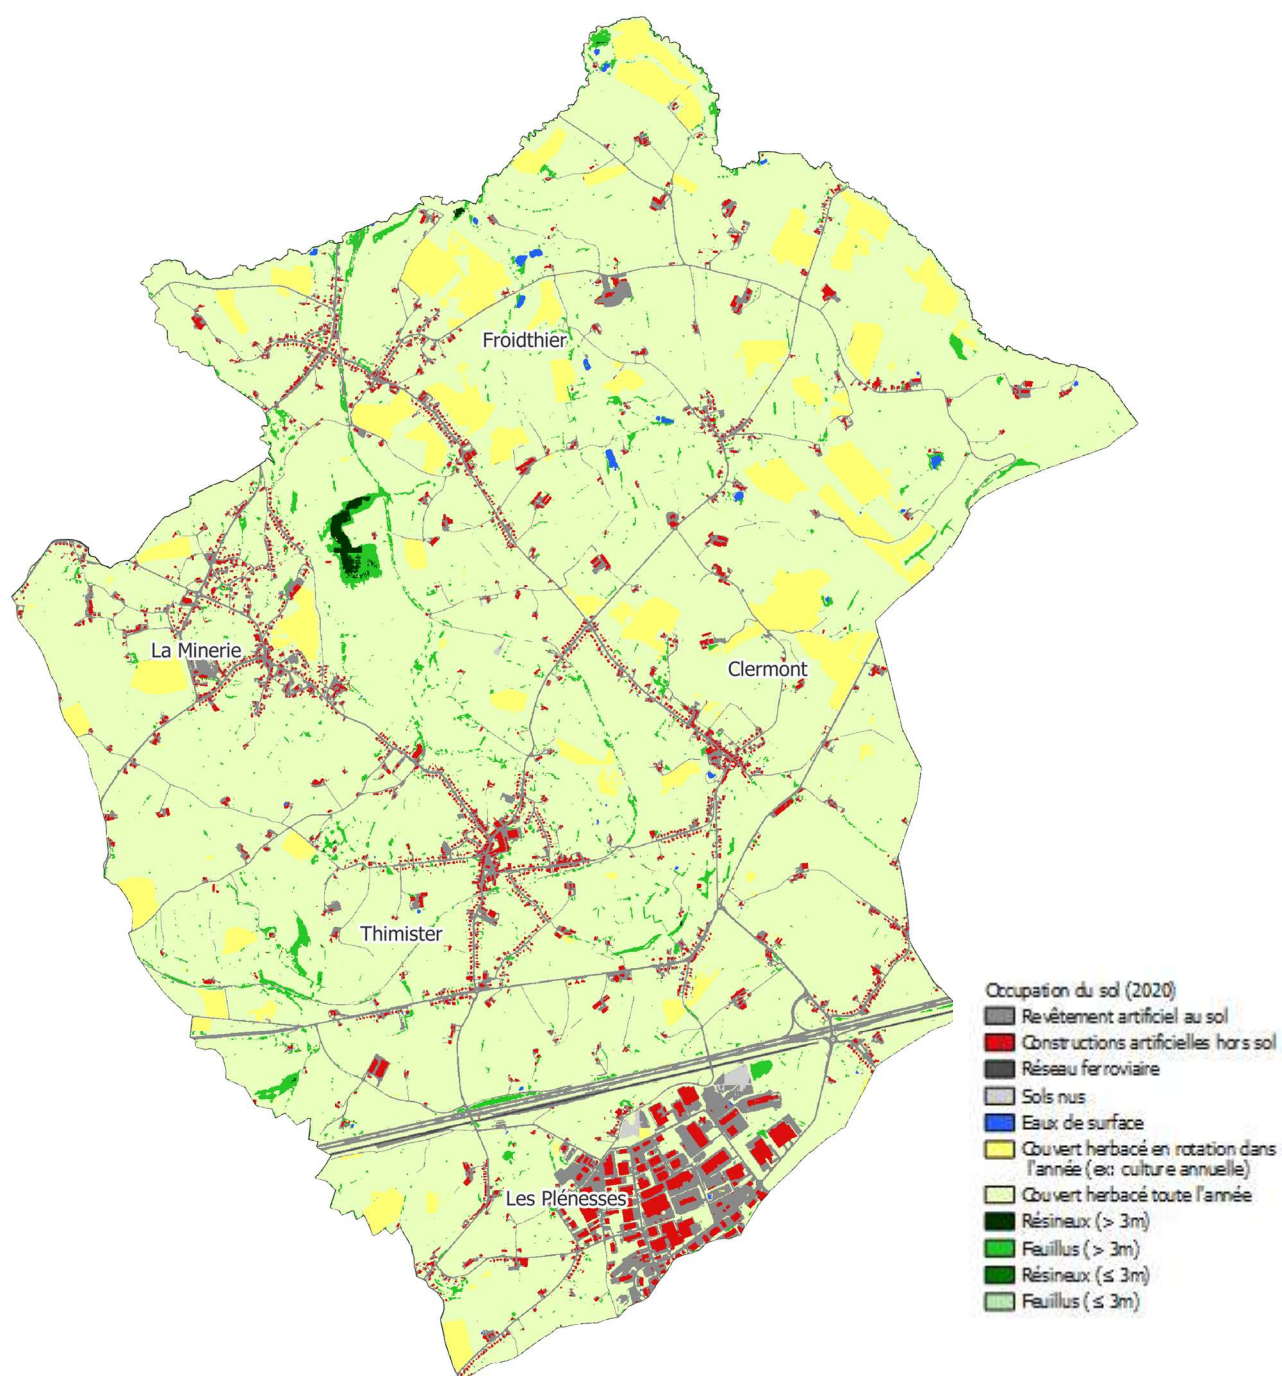 Froidthier
La Minerie
Clermont
Thimister
Les Plénesses
Occupation du sol (2020)
Revêtement artificiel au sol
Constructions artificielles hors sol
Réseau ferroviaire
Sols nus
Eaux de surface
Couvert herbacé en rotation dans
l'année (ex: culture annuelle)
Couvert herbacé toute l'année
Résineux (> 3m)
Feuillus (> 3m)
Résineux (≤ 3m)
Feuillus (≤ 3m)